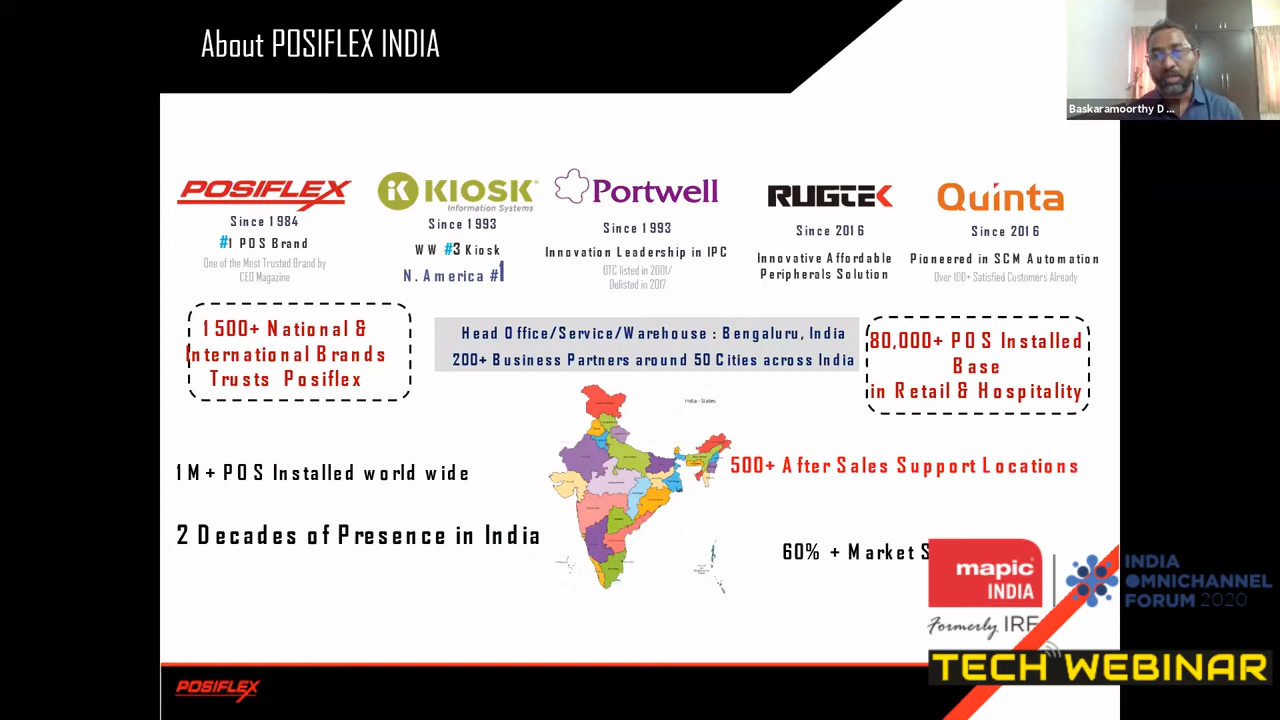 About POSIFLEX INDIA
Baskaramoorthy D ...
POSIFLEX
Since 1984
#1 POS Brand
One of the Most Trusted Brand by
CEO Magazine
iK KIOSK
Information Systems
Since 1993
WW #3 Kiosk
N. America #1
Portwell
Since 1993
Innovation Leadership in IPC
OTC listed in 2001/
Delisted in 2017
RUGTEK
Since 2016
Innovative Affordable
Peripherals Solution
Quinta
Since 2016
Pioneered in SCM Automation
Over 100+ Satisfied Customers Already
1500+ National &
International Brands
Trusts Posiflex
Head Office/Service/Warehouse : Bengaluru, India
200+ Business Partners around 50 Cities across India
80,000+ POS Installed
Base
in Retail & Hospitality
India - States
1M+ POS Installed world wide
500+ After Sales Support Locations
2 Decades of Presence in India
60% + Market S
mapic
INDIA
Formerly IRF
INDIA
OMNICHANNEL
FORUM 2020
TECH WEBINAR
POSIFLEX